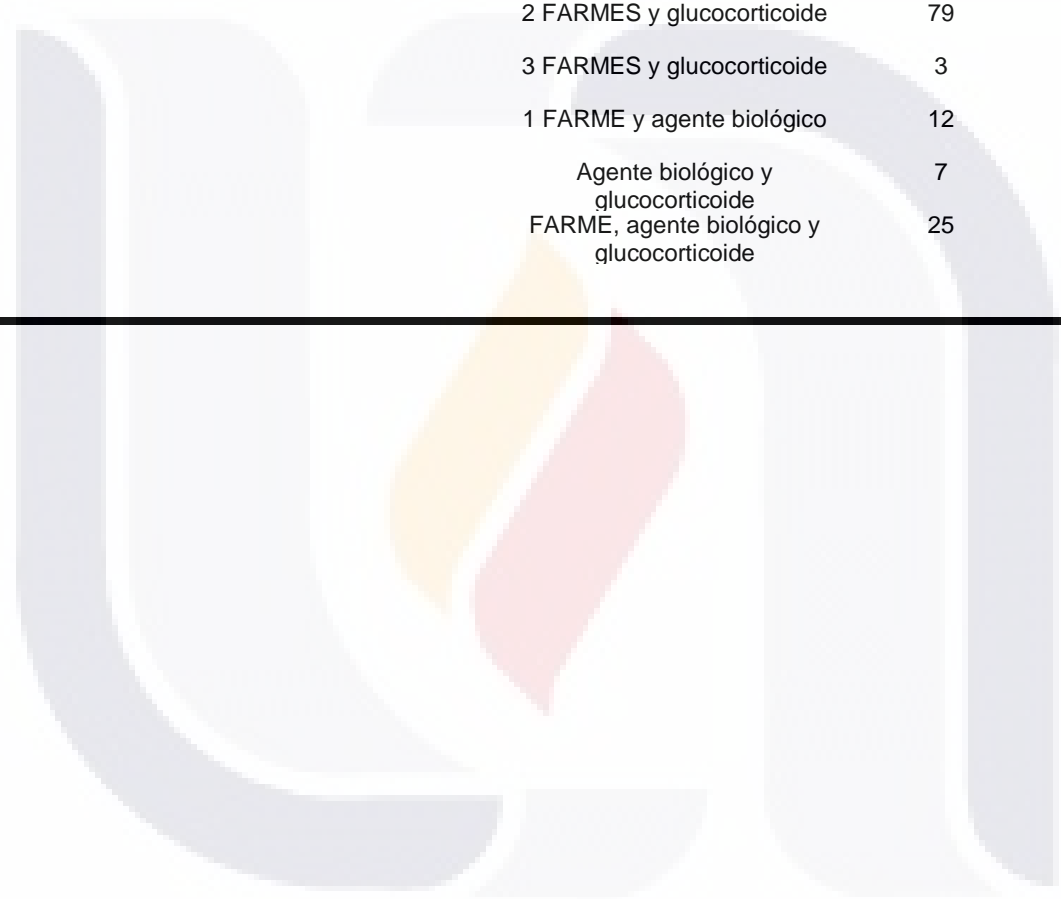 2 FARMES y glucocorticoide 79
3 FARMES y glucocorticoide 3
1 FARME y agente biológico 12
Agente biológico y 7
glucocorticoide
FARME, agente biológico y 25
glucocorticoide